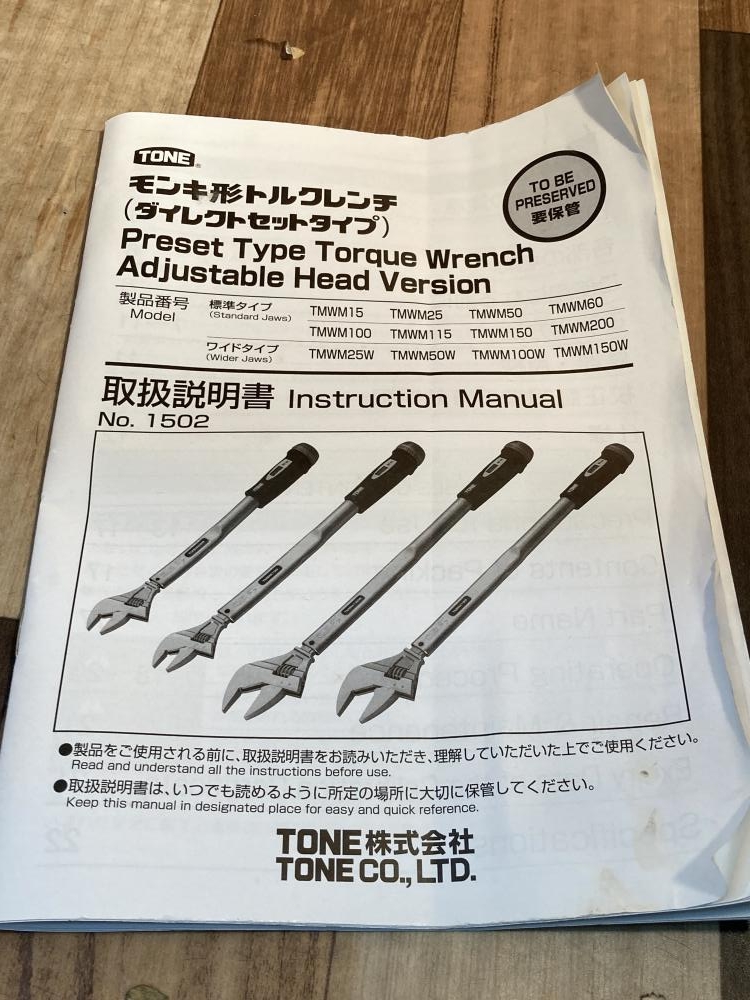 TONE
モンキ形トルクレンチ
(ダイレクトセットタイプ)
Preset Type Torque Wrench
Adjustable Head Version
TO BE
PRESERVED
要保管
製品番号
Model
標準タイプ
(Standard Jaws)
TMWM15 TMWM25 TMWM50 TMWM60
TMWM100 TMWM115 TMWM150 TMWM200
ワイドタイプ
(Wider Jaws)
TMWM25W TMWM50W TMWM100W TMWM150W
取扱説明書 Instruction Manual
No. 1502
●製品をご使用される前に、取扱説明書をお読みいただき、理解していただいた上でご使用ください。
Read and understand all the instructions before use.
●取扱説明書は、いつでも読めるように所定の場所に大切に保管してください。
Keep this manual in designated place for easy and quick reference.
TONE株式会社
TONE CO., LTD.